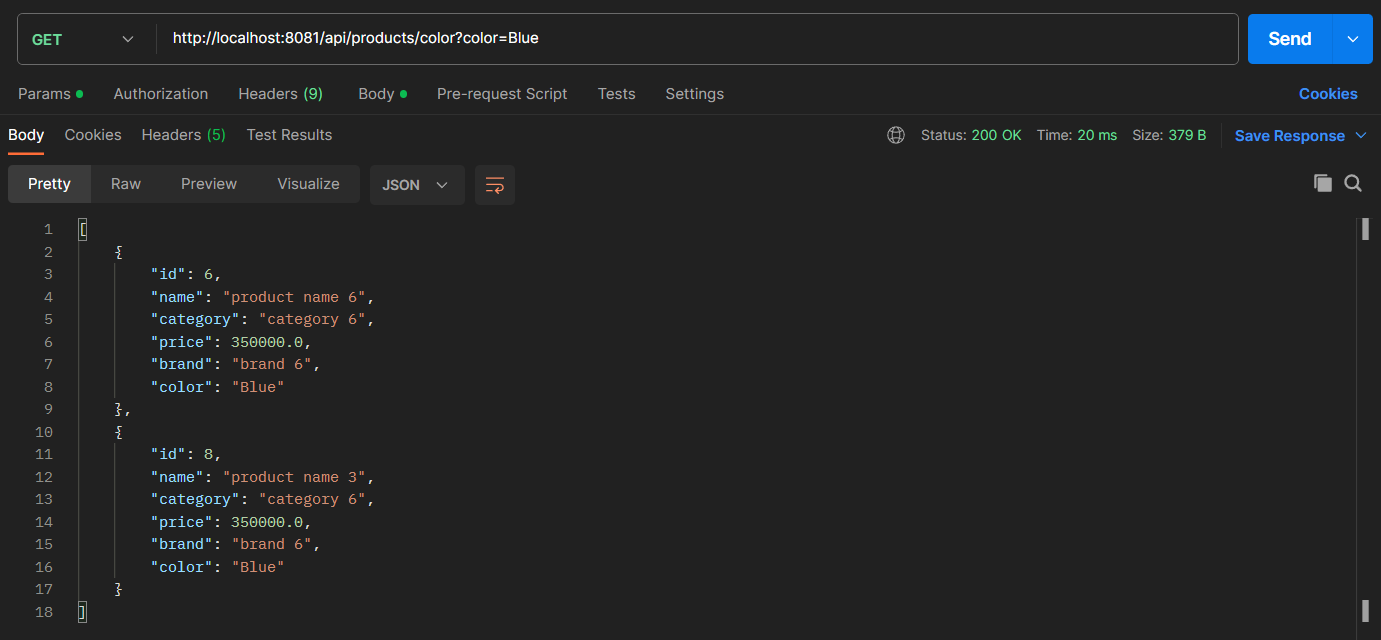 GET http://localhost:8081/api/products/color?color=Blue Send
Params Authorization Headers (9) Body Pre-request Script Tests Settings Cookies
Body Cookies Headers (5) Test Results Status: 200 OK Time: 20 ms Size: 379 B Save Response
Pretty Raw Preview Visualize JSON
1 [
2 {
3 "id": 6,
4 "name": "product name 6",
5 "category": "category 6",
6 "price": 350000.0,
7 "brand": "brand 6",
8 "color": "Blue"
9 },
10 {
11 "id": 8,
12 "name": "product name 3",
13 "category": "category 6",
14 "price": 350000.0,
15 "brand": "brand 6",
16 "color": "Blue"
17 }
18 ]